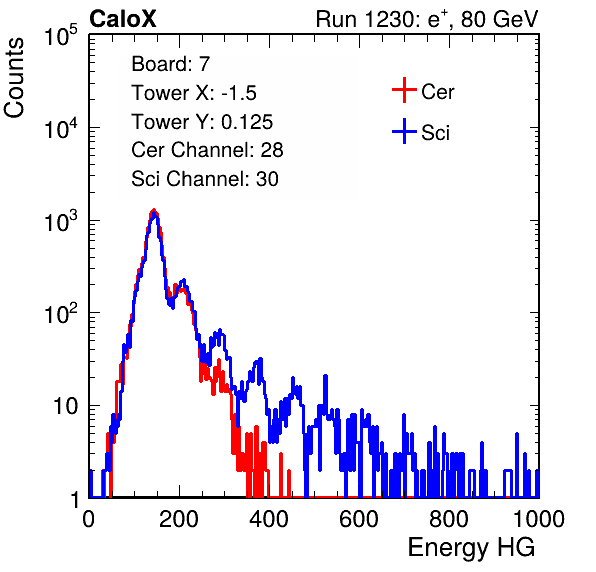 CaloX Run 1230: e⁺, 80 GeV
Counts
Board: 7
Tower X: -1.5
Tower Y: 0.125
Cer Channel: 28
Sci Channel: 30
Cer
Sci
10⁵
10⁴
10³
10²
10
1
0 200 400 600 800 1000
Energy HG